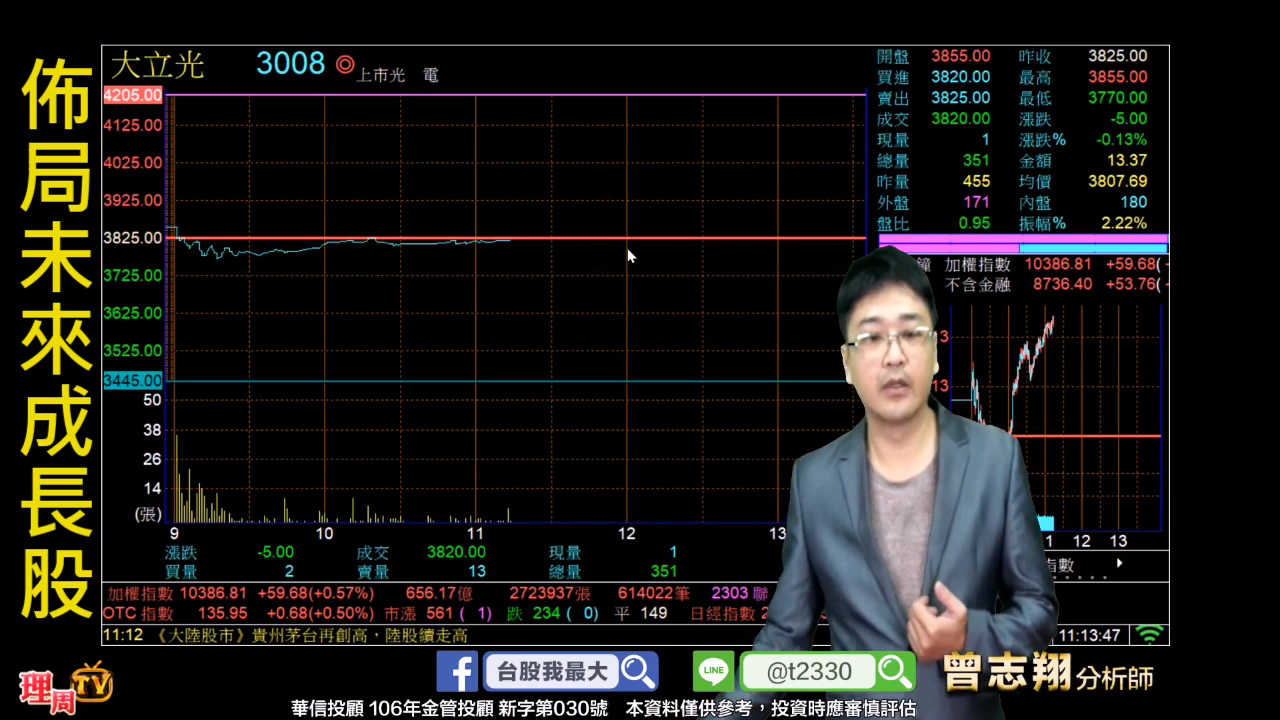 佈局未來成長股
大立光 3008 ◎ 上市光 電
4205.00
4125.00
4025.00
3925.00
3825.00
3725.00
3625.00
3525.00
3445.00
50
38
26
14
(張)
9 10 11 12 13
開盤 3855.00 昨收 3825.00
買進 3820.00 最高 3855.00
賣出 3825.00 最低 3770.00
成交 3820.00 漲跌 -5.00
現量 1 漲跌% -0.13%
總量 351 金額 13.37
昨量 455 均價 3807.69
外盤 171 內盤 180
盤比 0.95 振幅% 2.22%
鐘 加權指數 10386.81 +59.68(
不含金融 8736.40 +53.76(
3
13
1 12 13
指數
漲跌 -5.00 成交 3820.00 現量 1
買量 2 賣量 13 總量 351
加權指數 10386.81 +59.68(+0.57%) 656.17億 2723937張 614022筆 2303 聯
OTC 指數 135.95 +0.68(+0.50%) 市漲 561 ( 1) 跌 234 ( 0) 平 149 日經指數 2
11:12 《大陸股市》貴州茅台再創高，陸股續走高
11:13:47
理周TV
f 台股我最大
LINE @t2330
曾志翔分析師
華信投顧 106年金管投顧 新字第030號 本資料僅供參考，投資時應審慎評估